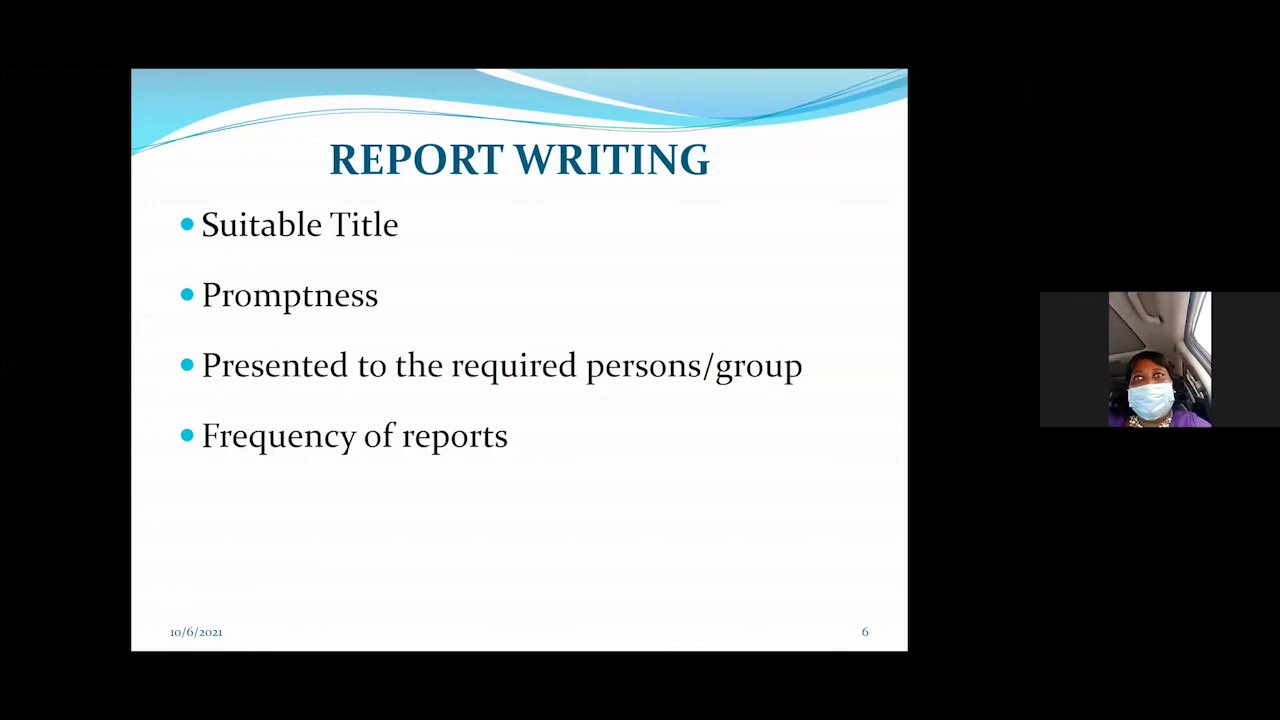 REPORT WRITING
Suitable Title
Promptness
Presented to the required persons/group
Frequency of reports
10/6/2021
6